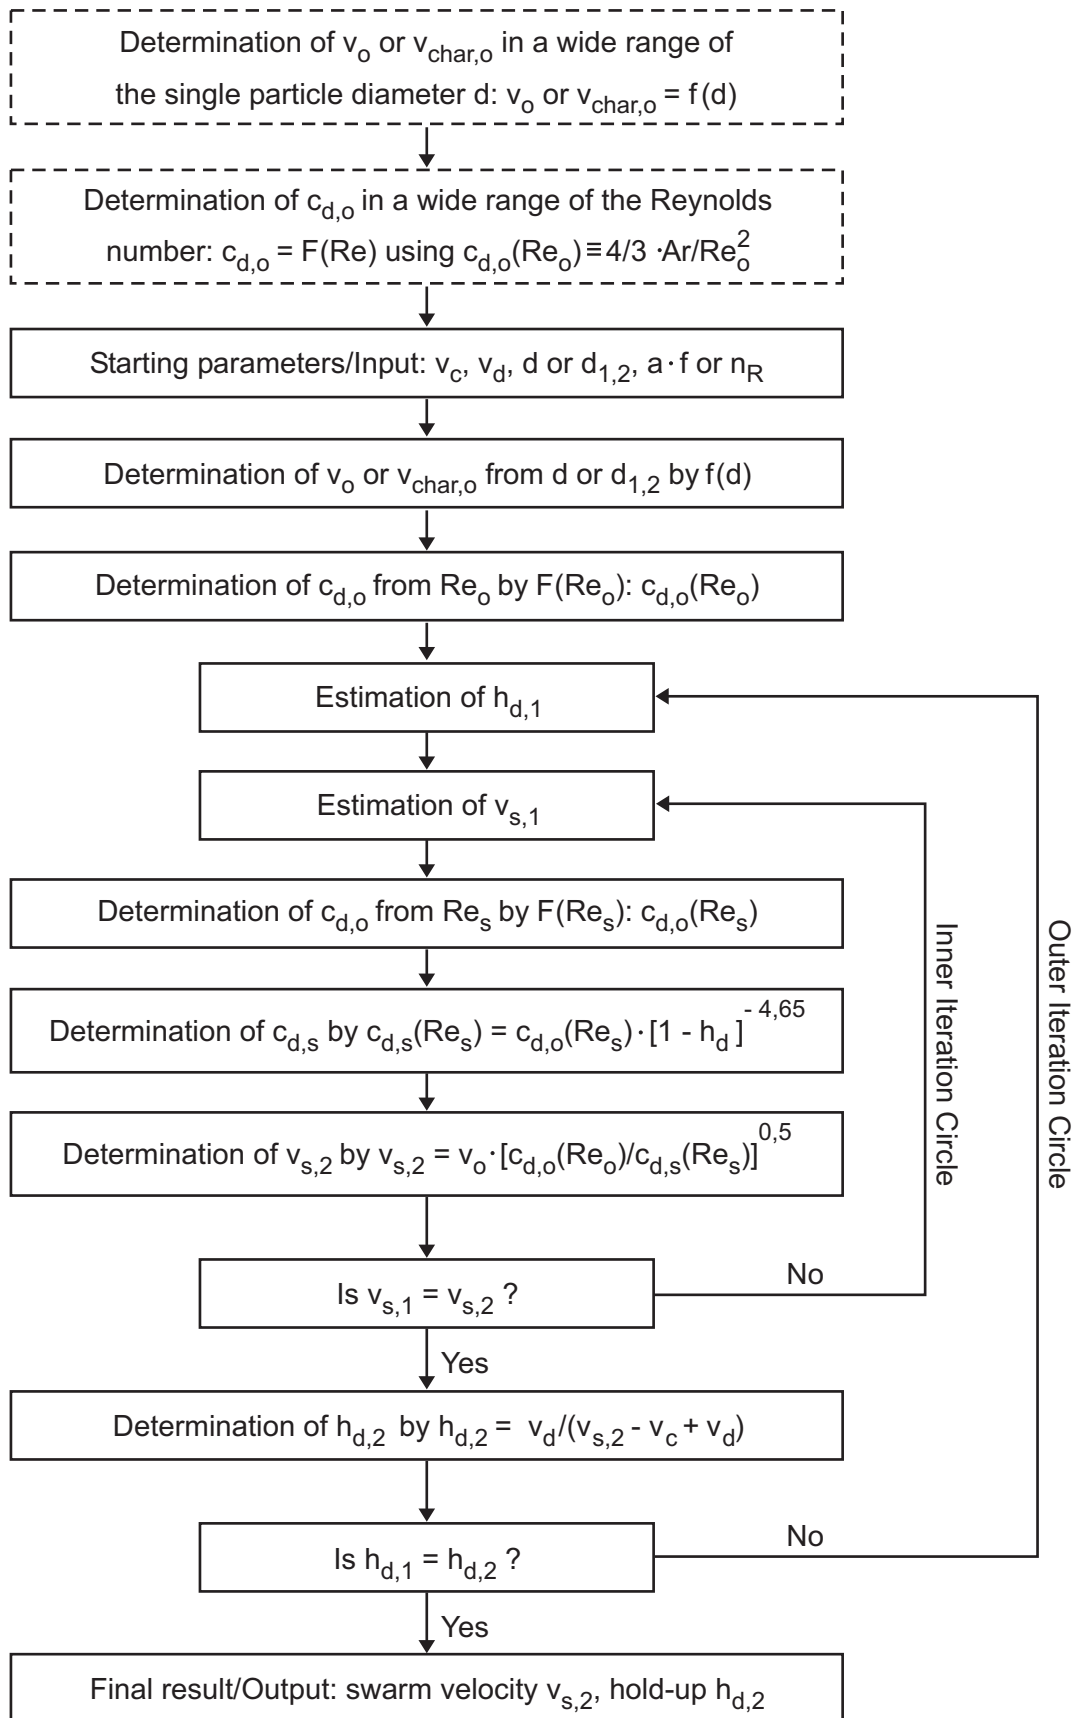 Determination of v_o or v_char,o in a wide range of
the single particle diameter d: v_o or v_char,o = f(d)
Determination of c_d,o in a wide range of the Reynolds
number: c_d,o = F(Re) using c_d,o(Re_o) ≡ 4/3 · Ar/Re_o^2
Starting parameters/Input: v_c, v_d, d or d_1,2, a · f or n_R
Determination of v_o or v_char,o from d or d_1,2 by f(d)
Determination of c_d,o from Re_o by F(Re_o): c_d,o(Re_o)
Estimation of h_d,1
Estimation of v_s,1
Determination of c_d,o from Re_s by F(Re_s): c_d,o(Re_s)
Determination of c_d,s by c_d,s(Re_s) = c_d,o(Re_s) · [1 - h_d]^-4,65
Determination of v_s,2 by v_s,2 = v_o · [c_d,o(Re_o)/c_d,s(Re_s)]^0,5
Is v_s,1 = v_s,2 ?
No
Inner Iteration Circle
Yes
Determination of h_d,2 by h_d,2 = v_d/(v_s,2 - v_c + v_d)
Is h_d,1 = h_d,2 ?
No
Outer Iteration Circle
Yes
Final result/Output: swarm velocity v_s,2, hold-up h_d,2